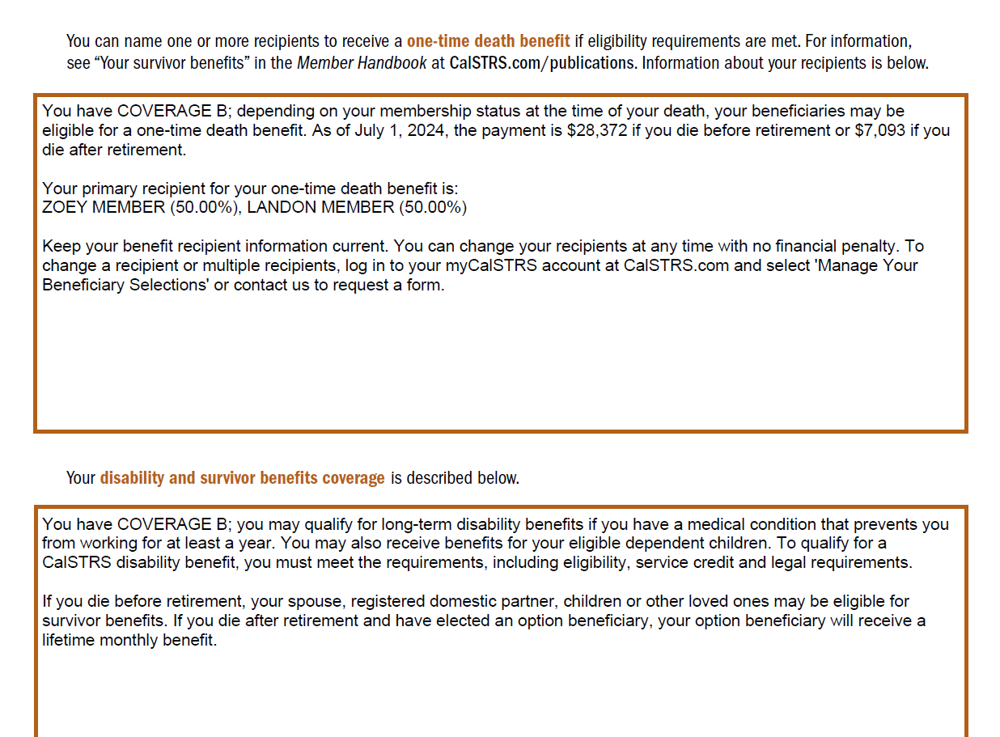 You can name one or more recipients to receive a one-time death benefit if eligibility requirements are met. For information,
see “Your survivor benefits” in the Member Handbook at CalSTRS.com/publications. Information about your recipients is below.
You have COVERAGE B; depending on your membership status at the time of your death, your beneficiaries may be
eligible for a one-time death benefit. As of July 1, 2024, the payment is $28,372 if you die before retirement or $7,093 if you
die after retirement.
Your primary recipient for your one-time death benefit is:
ZOEY MEMBER (50.00%), LANDON MEMBER (50.00%)
Keep your benefit recipient information current. You can change your recipients at any time with no financial penalty. To
change a recipient or multiple recipients, log in to your myCalSTRS account at CalSTRS.com and select 'Manage Your
Beneficiary Selections' or contact us to request a form.
Your disability and survivor benefits coverage is described below.
You have COVERAGE B; you may qualify for long-term disability benefits if you have a medical condition that prevents you
from working for at least a year. You may also receive benefits for your eligible dependent children. To qualify for a
CalSTRS disability benefit, you must meet the requirements, including eligibility, service credit and legal requirements.
If you die before retirement, your spouse, registered domestic partner, children or other loved ones may be eligible for
survivor benefits. If you die after retirement and have elected an option beneficiary, your option beneficiary will receive a
lifetime monthly benefit.